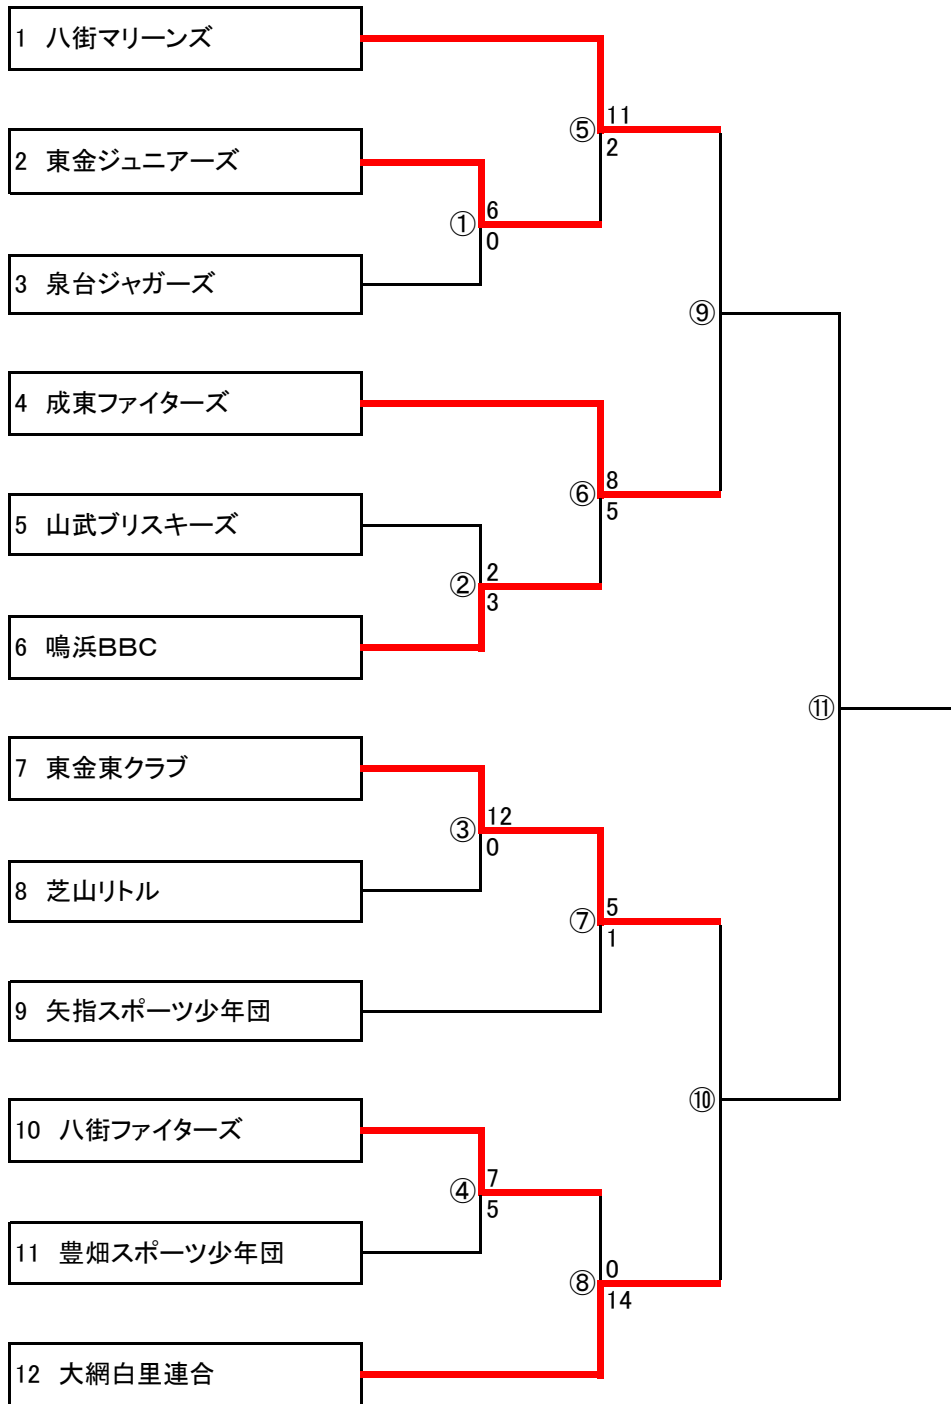 1 八街マリーンズ
11
⑤
2
2 東金ジュニアーズ
6
①
0
3 泉台ジャガーズ
⑨
4 成東ファイターズ
8
⑥
5
5 山武ブリスキーズ
2
②
3
6 鳴浜BBC
⑪
7 東金東クラブ
12
③
0
8 芝山リトル
5
⑦
1
9 矢指スポーツ少年団
⑩
10 八街ファイターズ
7
④
5
11 豊畑スポーツ少年団
0
⑧
14
12 大網白里連合